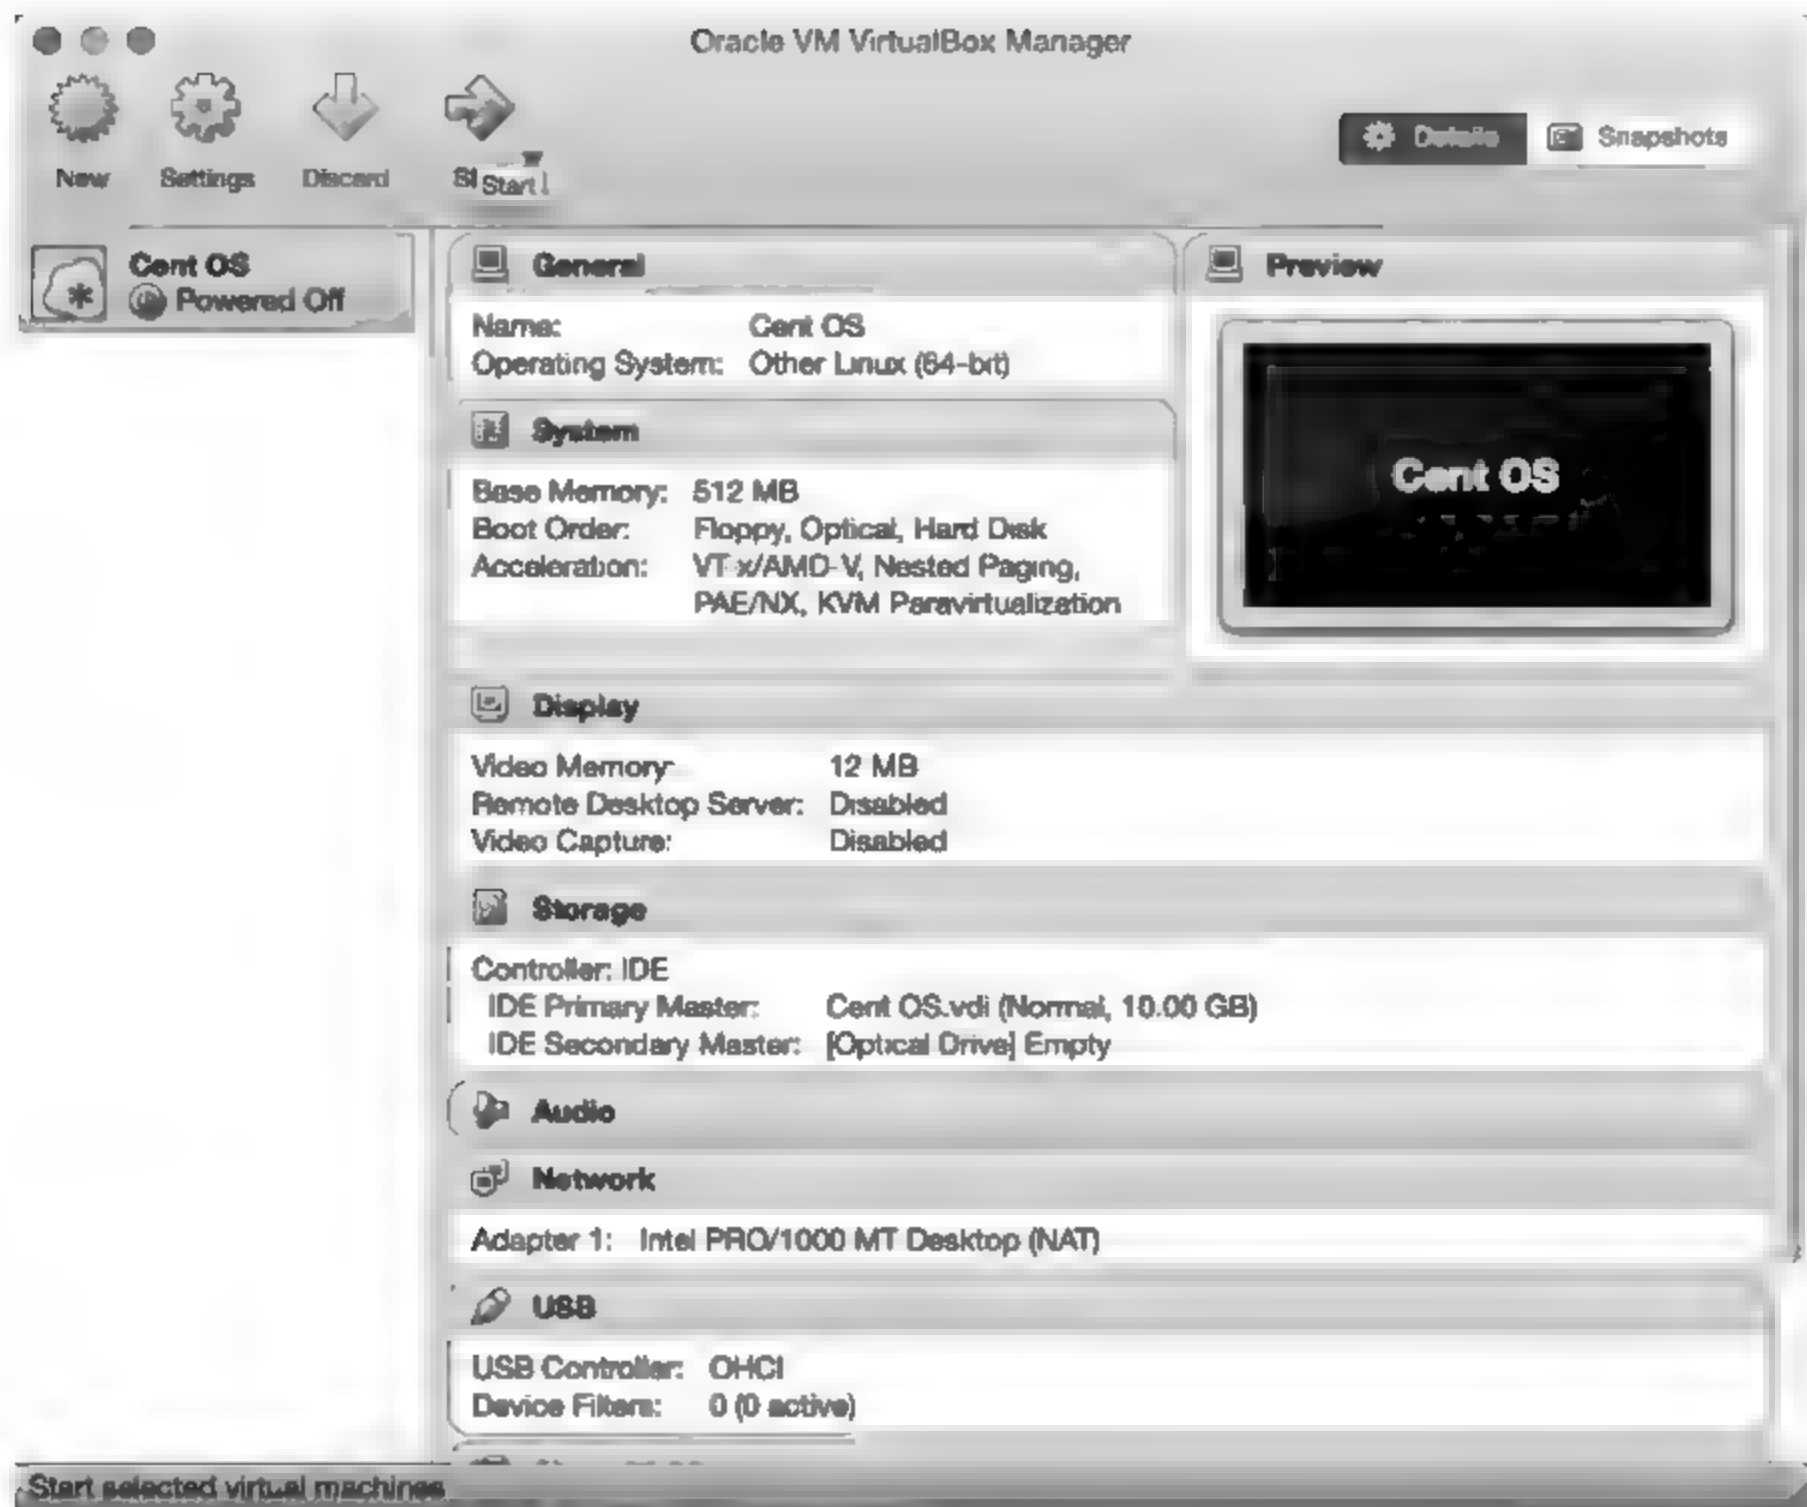 Oracle VM VirtualBox Manager
New Settings Discard Start
Details Snapshots
Cent OS
Powered Off
General
Name: Cent OS
Operating System: Other Linux (64-bit)
System
Base Memory: 512 MB
Boot Order: Floppy, Optical, Hard Disk
Acceleration: VT-x/AMD-V, Nested Paging,
PAE/NX, KVM Paravirtualization
Preview
Cent OS
Display
Video Memory: 12 MB
Remote Desktop Server: Disabled
Video Capture: Disabled
Storage
Controller: IDE
IDE Primary Master: Cent OS.vdi (Normal, 10.00 GB)
IDE Secondary Master: [Optical Drive] Empty
Audio
Network
Adapter 1: Intel PRO/1000 MT Desktop (NAT)
USB
USB Controller: OHCI
Device Filters: 0 (0 active)
Start selected virtual machines